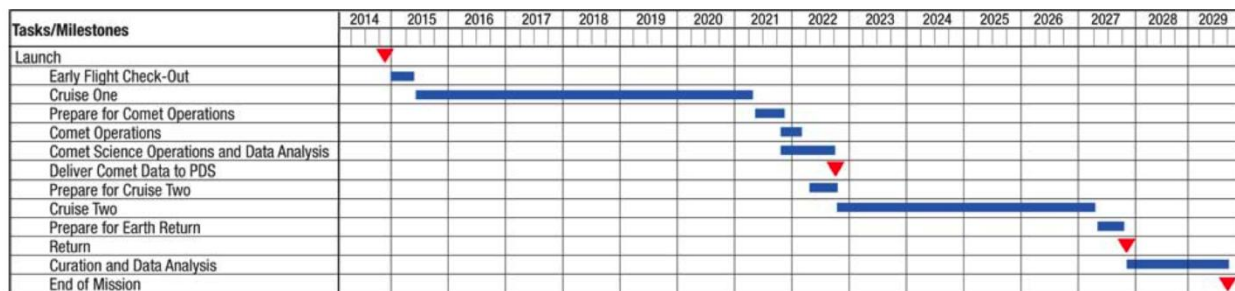 Tasks/Milestones 2014 2015 2016 2017 2018 2019 2020 2021 2022 2023 2024 2025 2026 2027 2028 2029
Launch
Early Flight Check-Out
Cruise One
Prepare for Comet Operations
Comet Operations
Comet Science Operations and Data Analysis
Deliver Comet Data to PDS
Prepare for Cruise Two
Cruise Two
Prepare for Earth Return
Return
Curation and Data Analysis
End of Mission